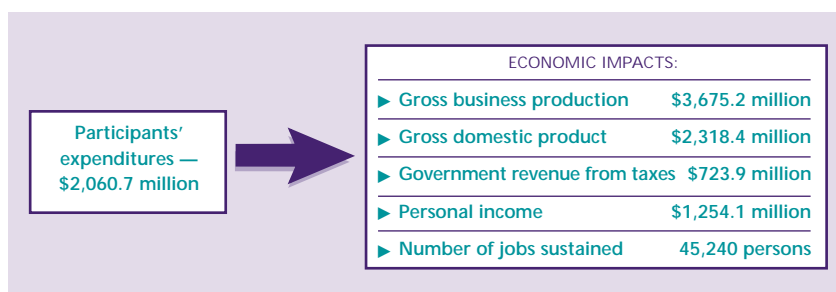 Participants'
expenditures —
$2,060.7 million
ECONOMIC IMPACTS:
▶ Gross business production $3,675.2 million
▶ Gross domestic product $2,318.4 million
▶ Government revenue from taxes $723.9 million
▶ Personal income $1,254.1 million
▶ Number of jobs sustained 45,240 persons